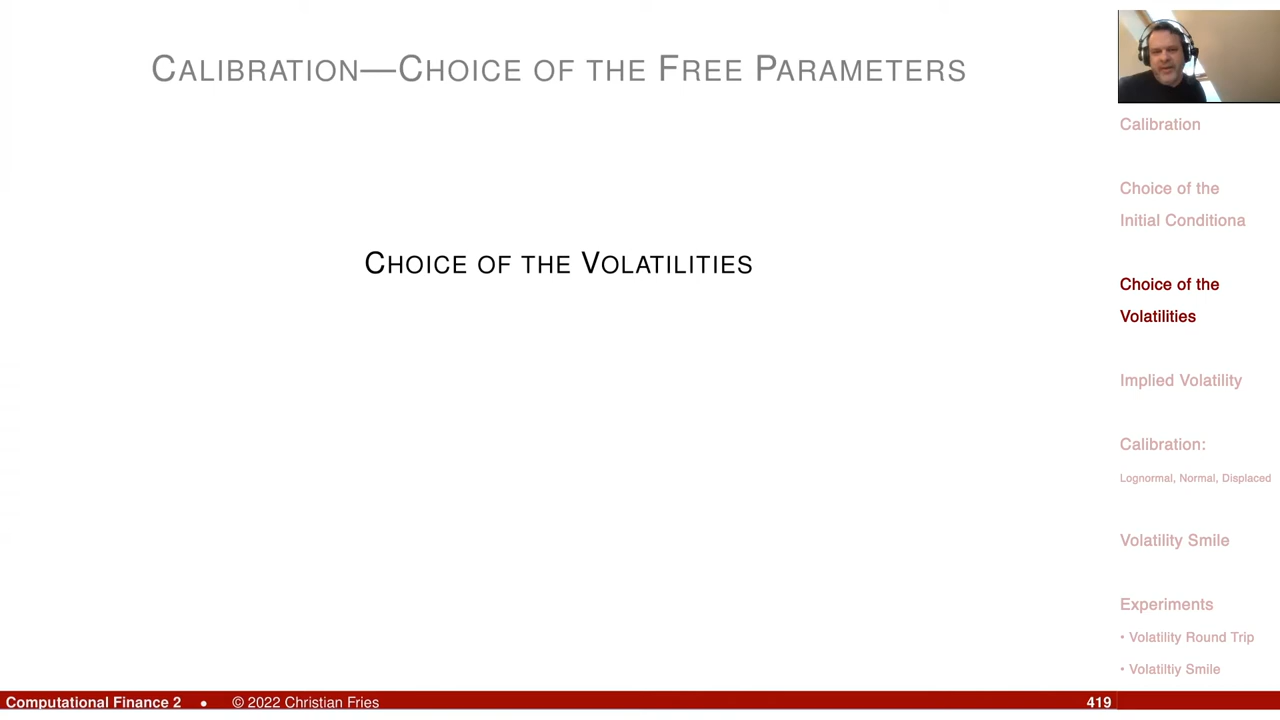 CALIBRATION—CHOICE OF THE FREE PARAMETERS
CHOICE OF THE VOLATILITIES
Calibration
Choice of the
Initial Conditiona
Choice of the
Volatilities
Implied Volatility
Calibration:
Lognormal, Normal, Displaced
Volatility Smile
Experiments
• Volatility Round Trip
• Volatiltiy Smile
Computational Finance 2 • © 2022 Christian Fries 419